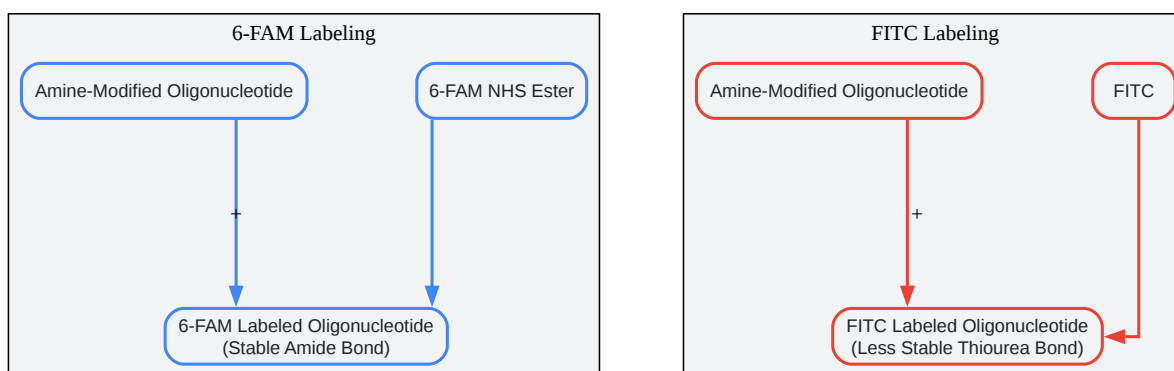 6-FAM Labeling
Amine-Modified Oligonucleotide
6-FAM NHS Ester
+
6-FAM Labeled Oligonucleotide
(Stable Amide Bond)
FITC Labeling
Amine-Modified Oligonucleotide
FITC
+
FITC Labeled Oligonucleotide
(Less Stable Thiourea Bond)